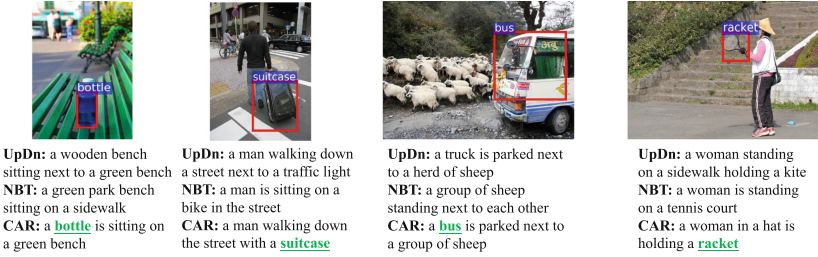 bottle
suitcase
bus
racket
UpDn: a wooden bench
sitting next to a green bench
NBT: a green park bench
sitting on a sidewalk
CAR: a bottle is sitting on
a green bench
UpDn: a man walking down
a street next to a traffic light
NBT: a man is sitting on a
bike in the street
CAR: a man walking down
the street with a suitcase
UpDn: a truck is parked next
to a herd of sheep
NBT: a group of sheep
standing next to each other
CAR: a bus is parked next to
a group of sheep
UpDn: a woman standing
on a sidewalk holding a kite
NBT: a woman is standing
on a tennis court
CAR: a woman in a hat is
holding a racket